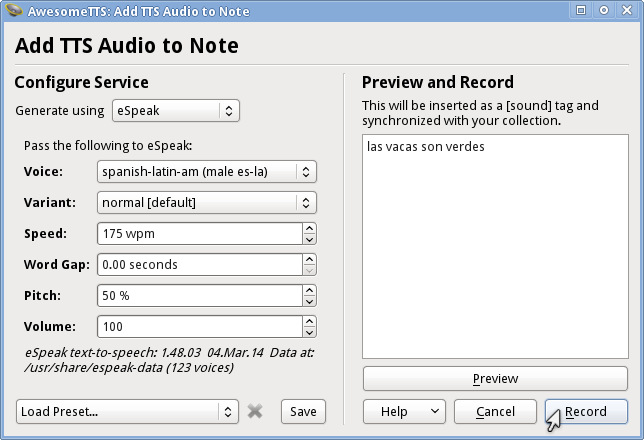 AwesomeTTS: Add TTS Audio to Note
Add TTS Audio to Note
Configure Service
Generate using eSpeak
Pass the following to eSpeak:
Voice: spanish-latin-am (male es-la)
Variant: normal [default]
Speed: 175 wpm
Word Gap: 0.00 seconds
Pitch: 50 %
Volume: 100
eSpeak text-to-speech: 1.48.03  04.Mar.14  Data at:
/usr/share/espeak-data (123 voices)
Load Preset...
Save
Preview and Record
This will be inserted as a [sound] tag and
synchronized with your collection.
las vacas son verdes
Preview
Help
Cancel
Record